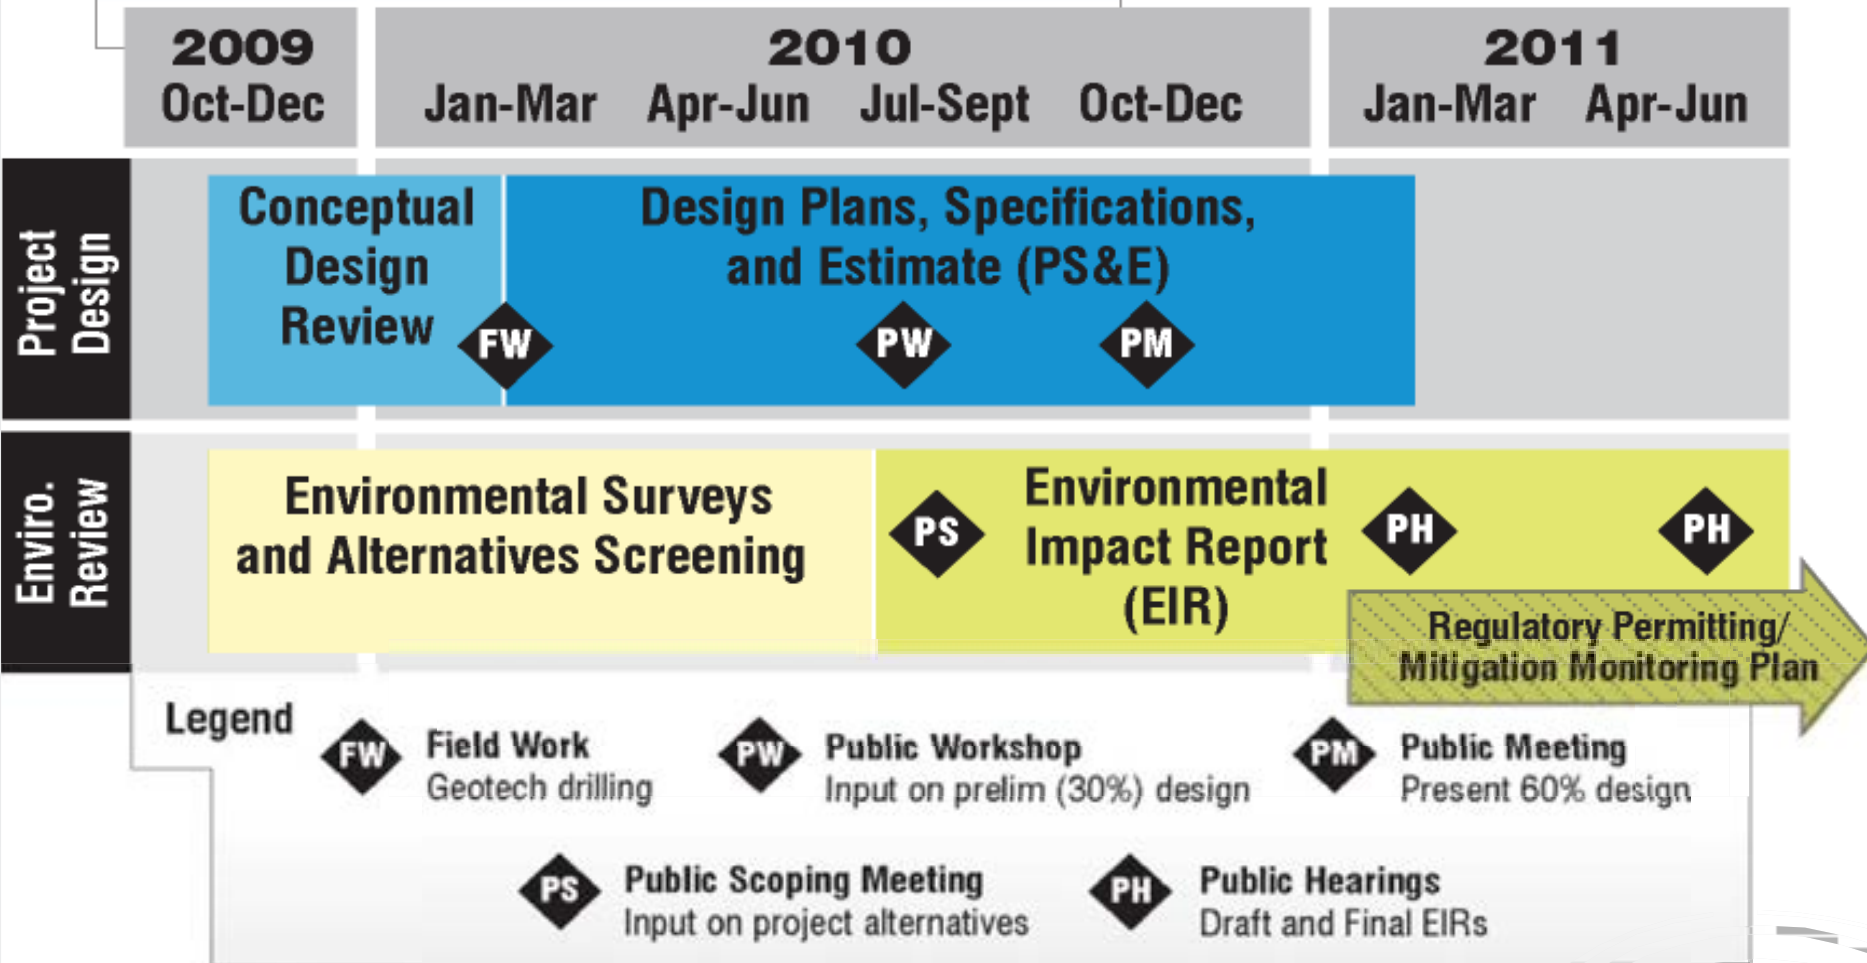 2009
2010
2011
Oct-Dec
Jan-Mar
Apr-Jun
Jul-Sept
Oct-Dec
Jan-Mar
Apr-Jun
Project
Design
Conceptual
Design
Review
Design Plans, Specifications,
and Estimate (PS&E)
FW
PW
PM
Enviro.
Review
Environmental Surveys
and Alternatives Screening
PS
Environmental
Impact Report
(EIR)
PH
PH
Regulatory Permitting/
Mitigation Monitoring Plan
Legend
FW
Field Work
Geotech drilling
PW
Public Workshop
Input on prelim (30%) design
PM
Public Meeting
Present 60% design
PS
Public Scoping Meeting
Input on project alternatives
PH
Public Hearings
Draft and Final EIRs